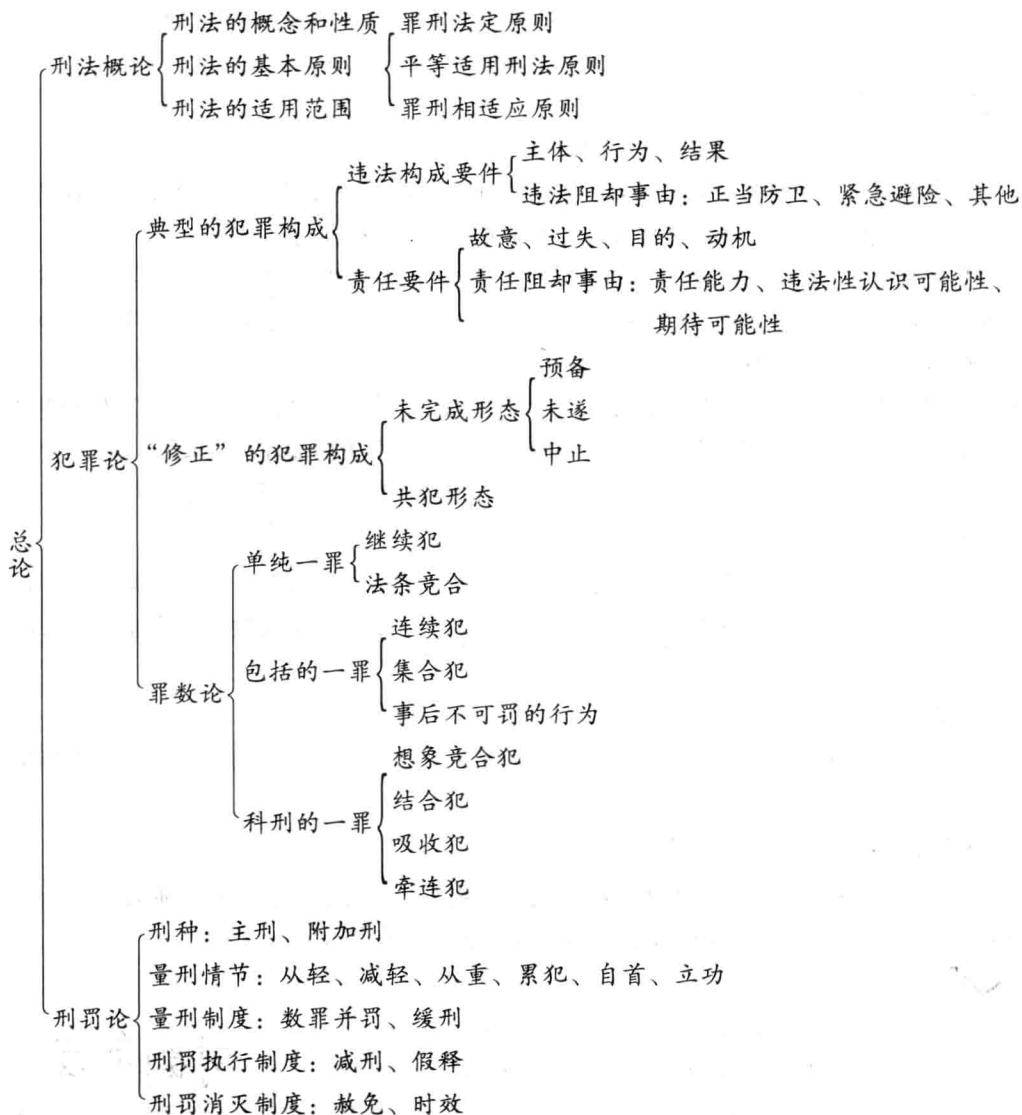 刑法的概念和性质 罪刑法定原则
刑法概论 刑法的基本原则 平等适用刑法原则
刑法的适用范围 罪刑相适应原则
主体、行为、结果
违法构成要件
违法阻却事由：正当防卫、紧急避险、其他
典型的犯罪构成
故意、过失、目的、动机
责任要件 责任阻却事由：责任能力、违法性认识可能性、
期待可能性
预备
未完成形态 未遂
中止
犯罪论 “修正”的犯罪构成
共犯形态
总论
继续犯
单纯一罪
法条竞合
连续犯
包括的一罪 集合犯
事后不可罚的行为
罪数论
想象竞合犯
结合犯
科刑的一罪
吸收犯
牵连犯
刑种：主刑、附加刑
量刑情节：从轻、减轻、从重、累犯、自首、立功
刑罚论 量刑制度：数罪并罚、缓刑
刑罚执行制度：减刑、假释
刑罚消灭制度：赦免、时效